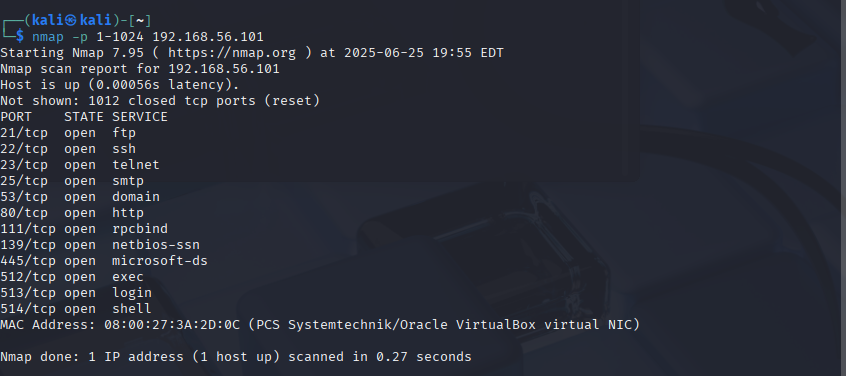 ┌──(kali㉿kali)-[~]
└─$ nmap -p 1-1024 192.168.56.101
Starting Nmap 7.95 ( https://nmap.org ) at 2025-06-25 19:55 EDT
Nmap scan report for 192.168.56.101
Host is up (0.00056s latency).
Not shown: 1012 closed tcp ports (reset)
PORT    STATE SERVICE
21/tcp  open  ftp
22/tcp  open  ssh
23/tcp  open  telnet
25/tcp  open  smtp
53/tcp  open  domain
80/tcp  open  http
111/tcp open  rpcbind
139/tcp open  netbios-ssn
445/tcp open  microsoft-ds
512/tcp open  exec
513/tcp open  login
514/tcp open  shell
MAC Address: 08:00:27:3A:2D:0C (PCS Systemtechnik/Oracle VirtualBox virtual NIC)
Nmap done: 1 IP address (1 host up) scanned in 0.27 seconds